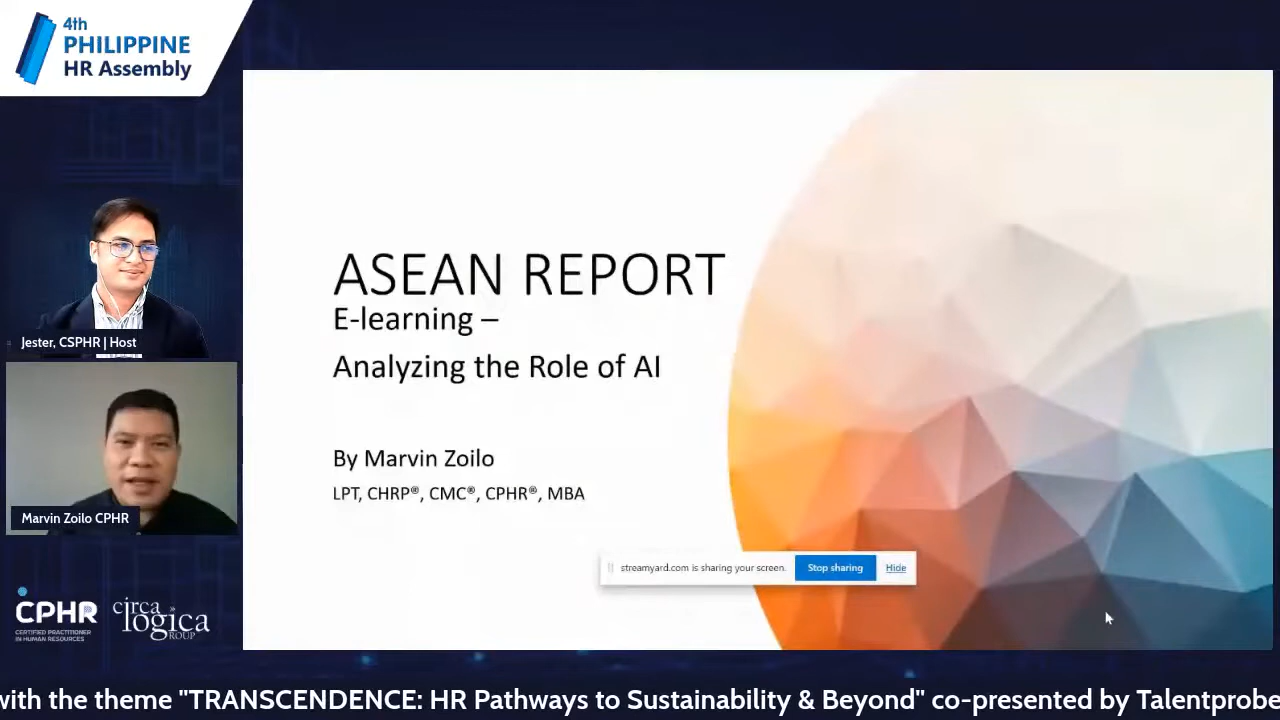 4th
PHILIPPINE
HR Assembly
Jester, CSPHR | Host
Marvin Zoilo CPHR
CPHR
CERTIFIED PRACTITIONER
IN HUMAN RESOURCES
circa
logica
GROUP
ASEAN REPORT
E-learning –
Analyzing the Role of AI
By Marvin Zoilo
LPT, CHRP®, CMC®, CPHR®, MBA
streamyard.com is sharing your screen. Stop sharing Hide
with the theme "TRANSCENDENCE: HR Pathways to Sustainability & Beyond" co-presented by Talentprobe